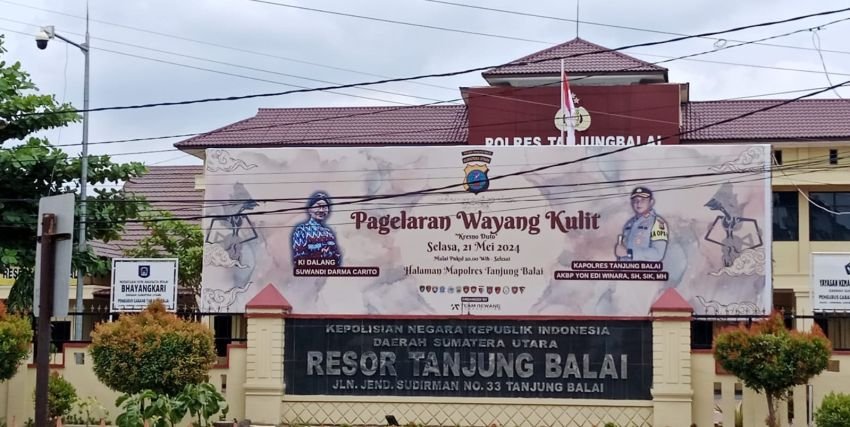 POLRES TANJUNGBALAI
Pagelaran Wayang Kulit
"Kresno Duto"
Selasa, 21 Mei 2024
Mulai Pukul 20.00 Wib - Selesai
Halaman Mapolres Tanjung Balai
KI DALANG
SUWANDI DARMA CARITO
KAPOLRES TANJUNG BALAI
AKBP YON EDI WINARA, SH, SIK, MH
BHAYANGKARI
KEPOLISIAN NEGARA REPUBLIK INDONESIA
DAERAH SUMATERA UTARA
RESOR TANJUNG BALAI
JLN. JEND. SUDIRMAN NO. 33 TANJUNG BALAI